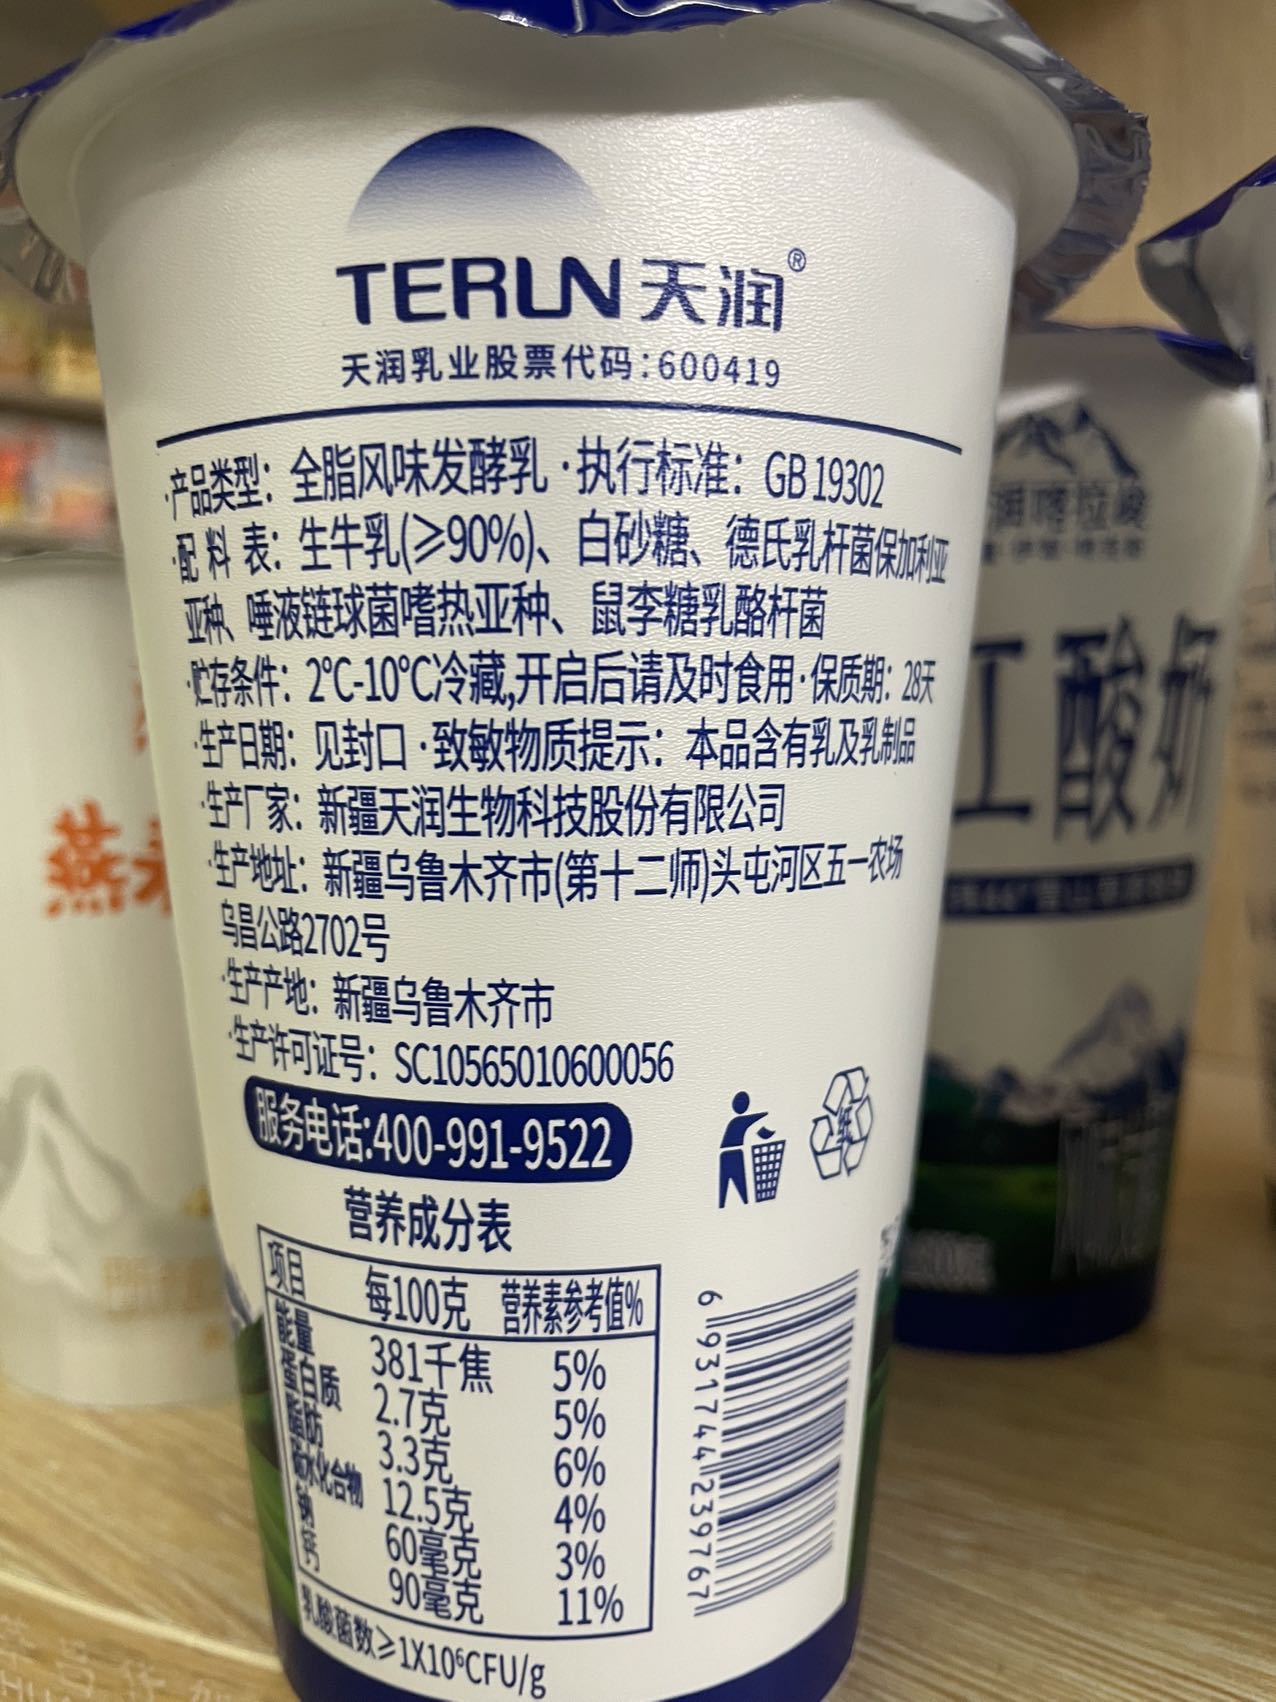 TERUN天润®
天润乳业股票代码:600419
·产品类型: 全脂风味发酵乳 ·执行标准: GB 19302
·配料表: 生牛乳(≥90%)、白砂糖、德氏乳杆菌保加利亚
亚种、唾液链球菌嗜热亚种、鼠李糖乳酪杆菌
·贮存条件: 2℃-10℃冷藏,开启后请及时食用·保质期: 28天
·生产日期: 见封口 ·致敏物质提示: 本品含有乳及乳制品
·生产厂家: 新疆天润生物科技股份有限公司
·生产地址: 新疆乌鲁木齐市(第十二师)头屯河区五一农场
乌昌公路2702号
·生产产地: 新疆乌鲁木齐市
·生产许可证号: SC10565010600056
服务电话:400-991-9522
纸
营养成分表
项目 每100克 营养素参考值%
能量 381千焦 5%
蛋白质 2.7克 5%
脂肪 3.3克 6%
碳水化合物 12.5克 4%
钠 60毫克 3%
钙 90毫克 11%
乳酸菌数≥1X10⁶CFU/g
6931744239767
工酸奶
燕